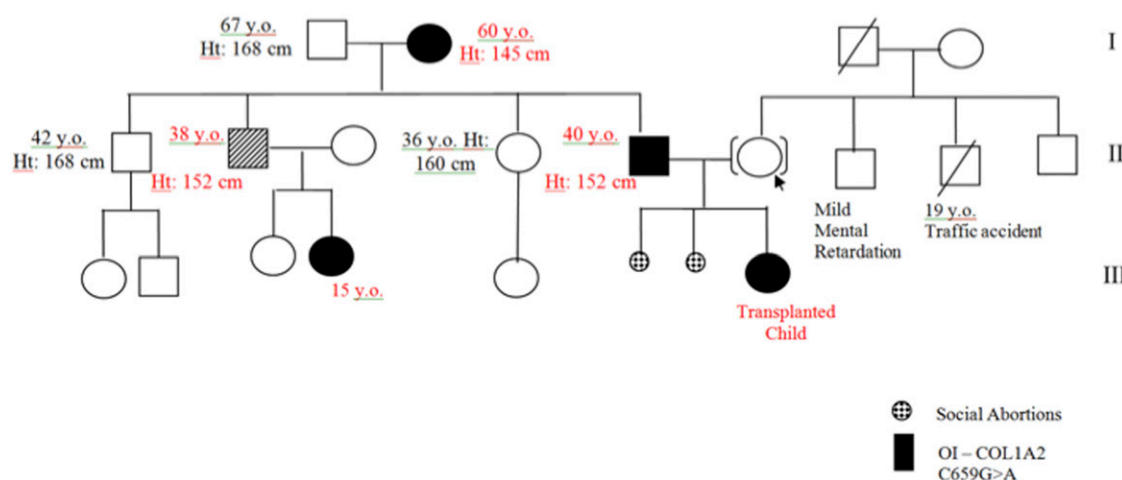 67 y.o.
Ht: 168 cm
60 y.o.
Ht: 145 cm
I
42 y.o.
Ht: 168 cm
38 y.o.
Ht: 152 cm
36 y.o. Ht:
160 cm
40 y.o.
Ht: 152 cm
II
Mild
Mental
Retardation
19 y.o.
Traffic accident
15 y.o.
Transplanted
Child
III
Social Abortions
OI – COL1A2
C659G>A